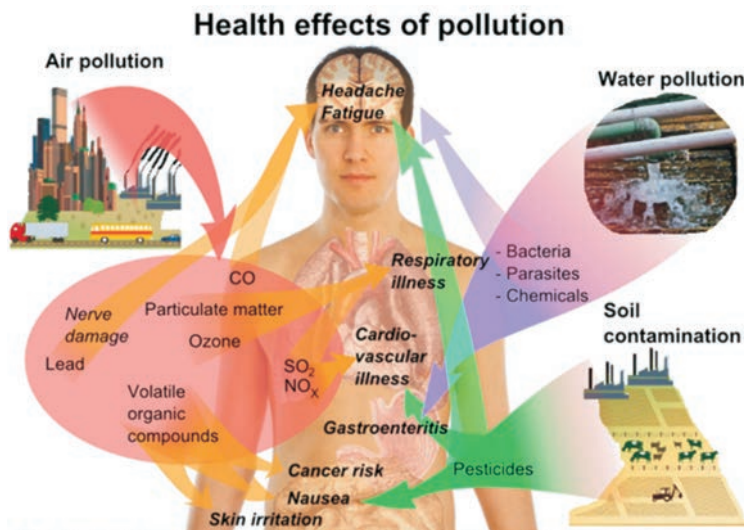 Health effects of pollution
Air pollution
Water pollution
Headache
Fatigue
- Bacteria
- Parasites
- Chemicals
CO
Respiratory
illness
Particulate matter
Nerve
damage
Ozone
Lead
Cardio-
vascular
illness
SO₂
NOₓ
Soil
contamination
Volatile
organic
compounds
Gastroenteritis
Pesticides
Cancer risk
Nausea
Skin irritation